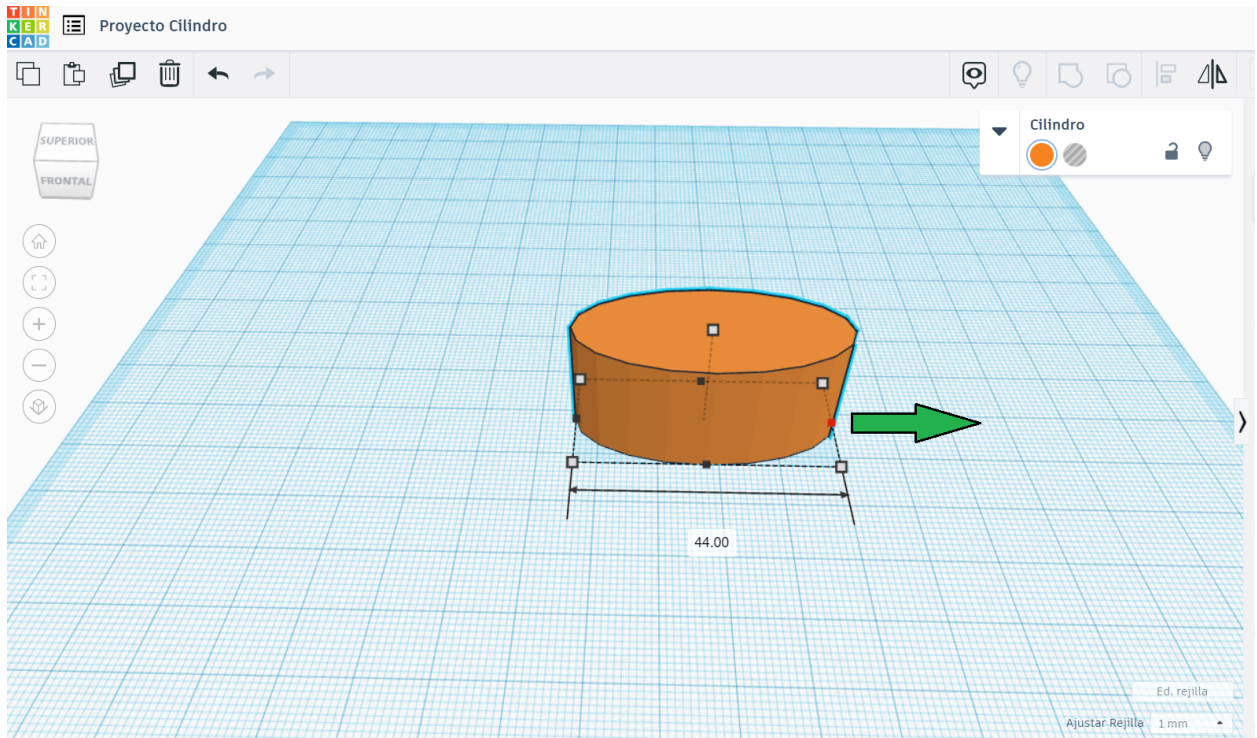 TIN
KER
CAD
Proyecto Cilindro
SUPERIOR
FRONTAL
Cilindro
44.00
Ed. rejilla
Ajustar Rejilla 1 mm